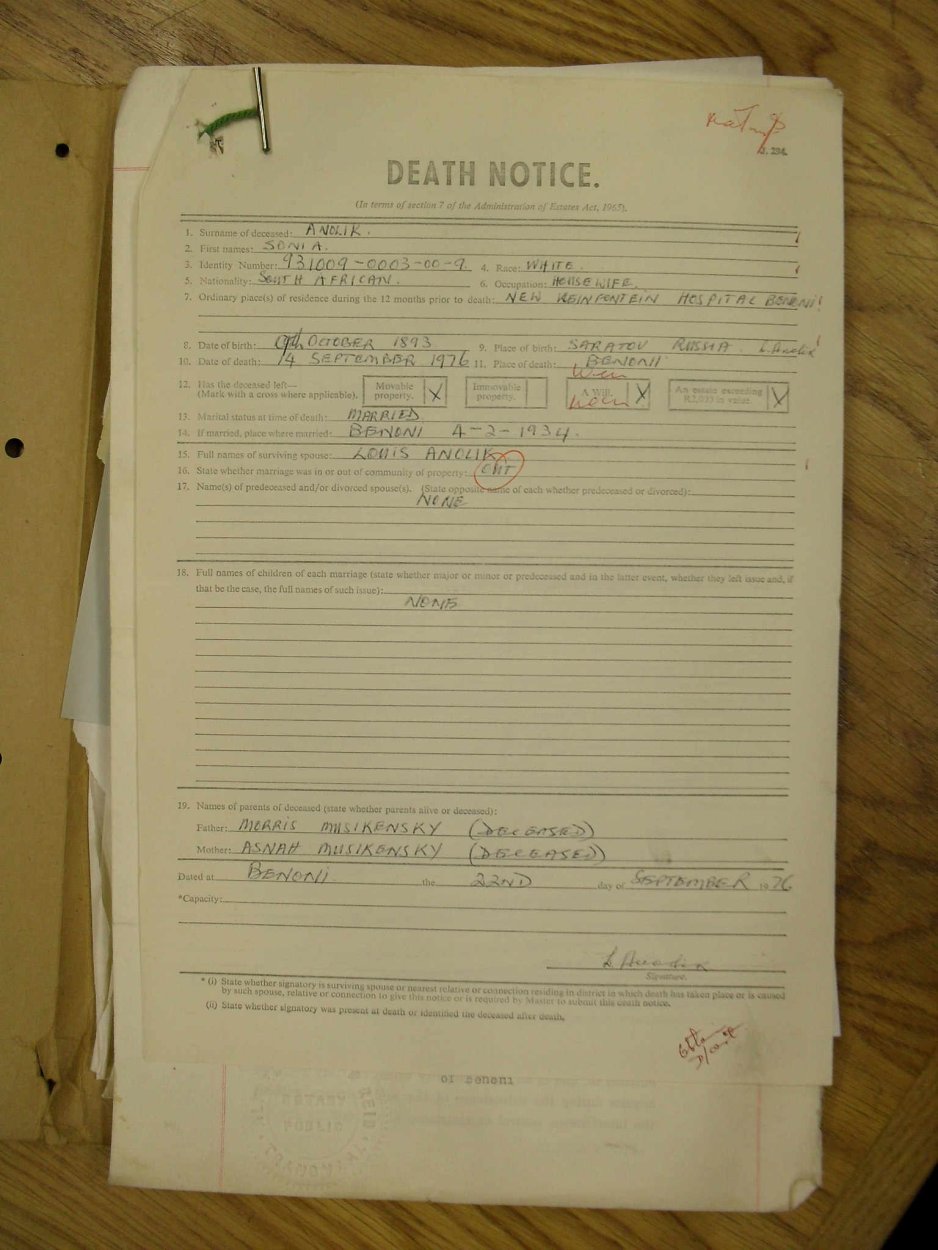 J. 294.
DEATH NOTICE.
(In terms of section 7 of the Administration of Estates Act, 1965).
1. Surname of deceased: ANOLIK.
2. First names: SONIA.
3. Identity Number: 931009-0003-00-9. 4. Race: WHITE.
5. Nationality: SOUTH AFRICAN. 6. Occupation: HOUSEWIFE.
7. Ordinary place(s) of residence during the 12 months prior to death: NEW KLEINFONTEIN HOSPITAL BENONI
8. Date of birth: 9th OCTOBER 1893 9. Place of birth: SARATOV RUSSIA L. Anolik
10. Date of death: 14 SEPTEMBER 1976 11. Place of death: BENONI
12. Has the deceased left— Movable Immovable A Will. An estate exceeding
(Mark with a cross where applicable). property. X property. X R2,000 in value. X
13. Marital status at time of death: MARRIED
14. If married, place where married: BENONI 4-2-1934.
15. Full names of surviving spouse: LOUIS ANOLIK
16. State whether marriage was in or out of community of property: OUT
17. Name(s) of predeceased and/or divorced spouse(s). (State opposite name of each whether predeceased or divorced):
NONE
18. Full names of children of each marriage (state whether major or minor or predeceased and in the latter event, whether they left issue and, if
that be the case, the full names of such issue):
NONE
19. Names of parents of deceased (state whether parents alive or deceased):
Father: MORRIS MUSIKENSKY (DECEASED)
Mother: ASNAH MUSIKENSKY (DECEASED)
Dated at BENONI the 22ND day of SEPTEMBER 1976
*Capacity:
L. Anolik
Signature.
* (i) State whether signatory is surviving spouse or nearest relative or connection residing in district in which death has taken place or is caused
by such spouse, relative or connection to give this notice or is required by Master to submit this death notice.
(ii) State whether signatory was present at death or identified the deceased after death.
of Benoni